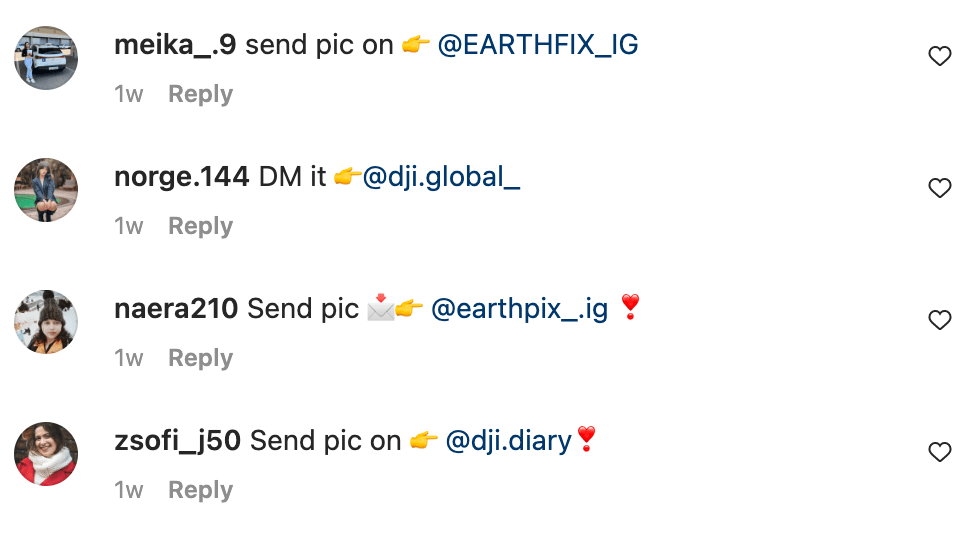 meika_.9 send pic on 👉 @EARTHFIX_IG
1w Reply
norge.144 DM it 👉@dji.global_
1w Reply
naera210 Send pic 📩👉 @earthpix_.ig ❣️
1w Reply
zsofi_j50 Send pic on 👉 @dji.diary❣️
1w Reply